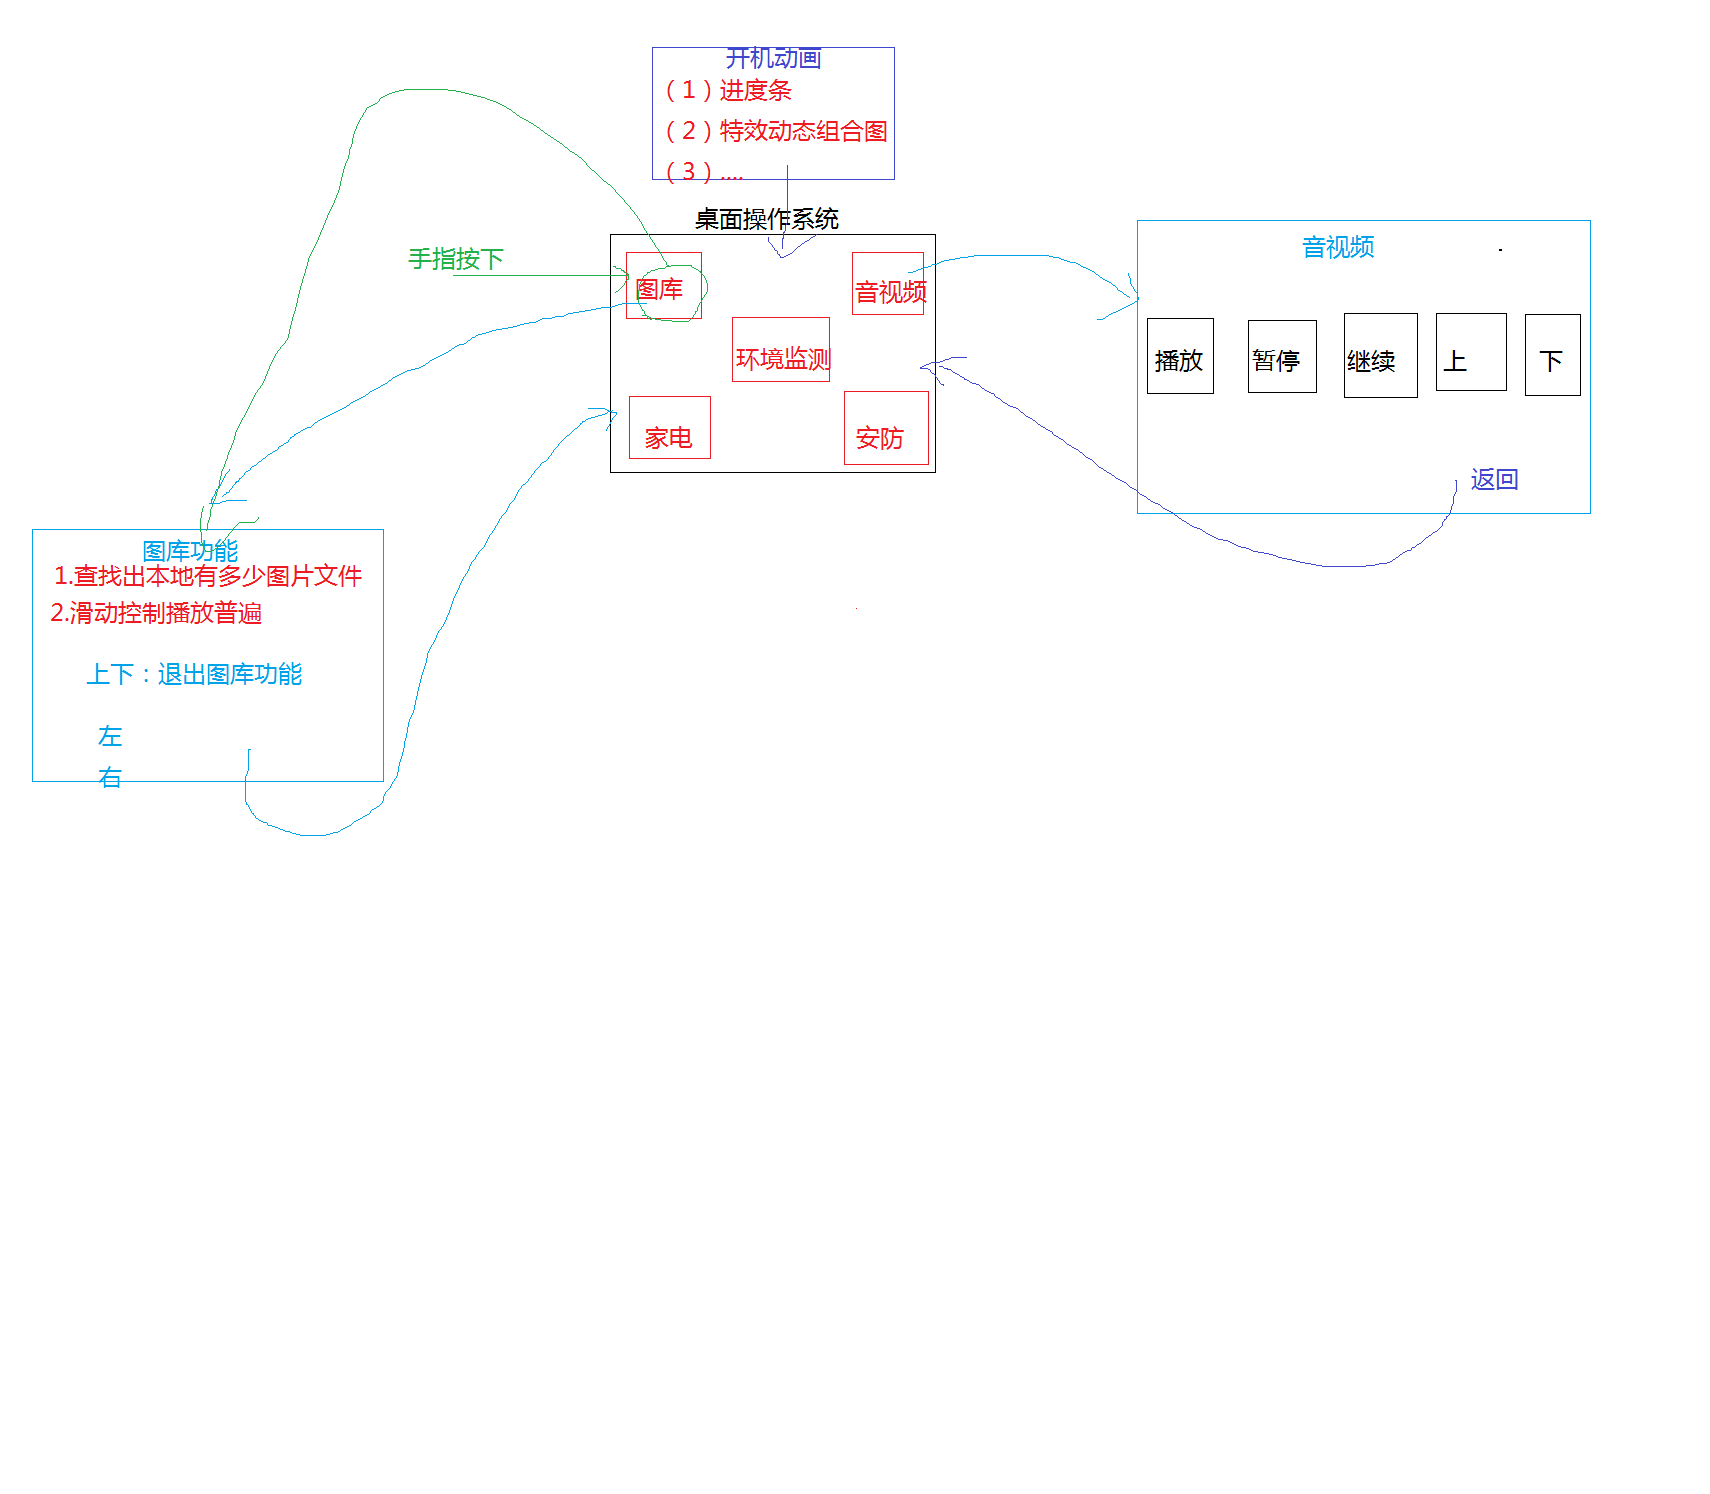 开机动画
（1）进度条
（2）特效动态组合图
（3）....
桌面操作系统
手指按下
图库
音视频
环境监测
家电
安防
音视频
播放
暂停
继续
上
下
返回
图库功能
1.查找出本地有多少图片文件
2.滑动控制播放普遍
上下：退出图库功能
左
右